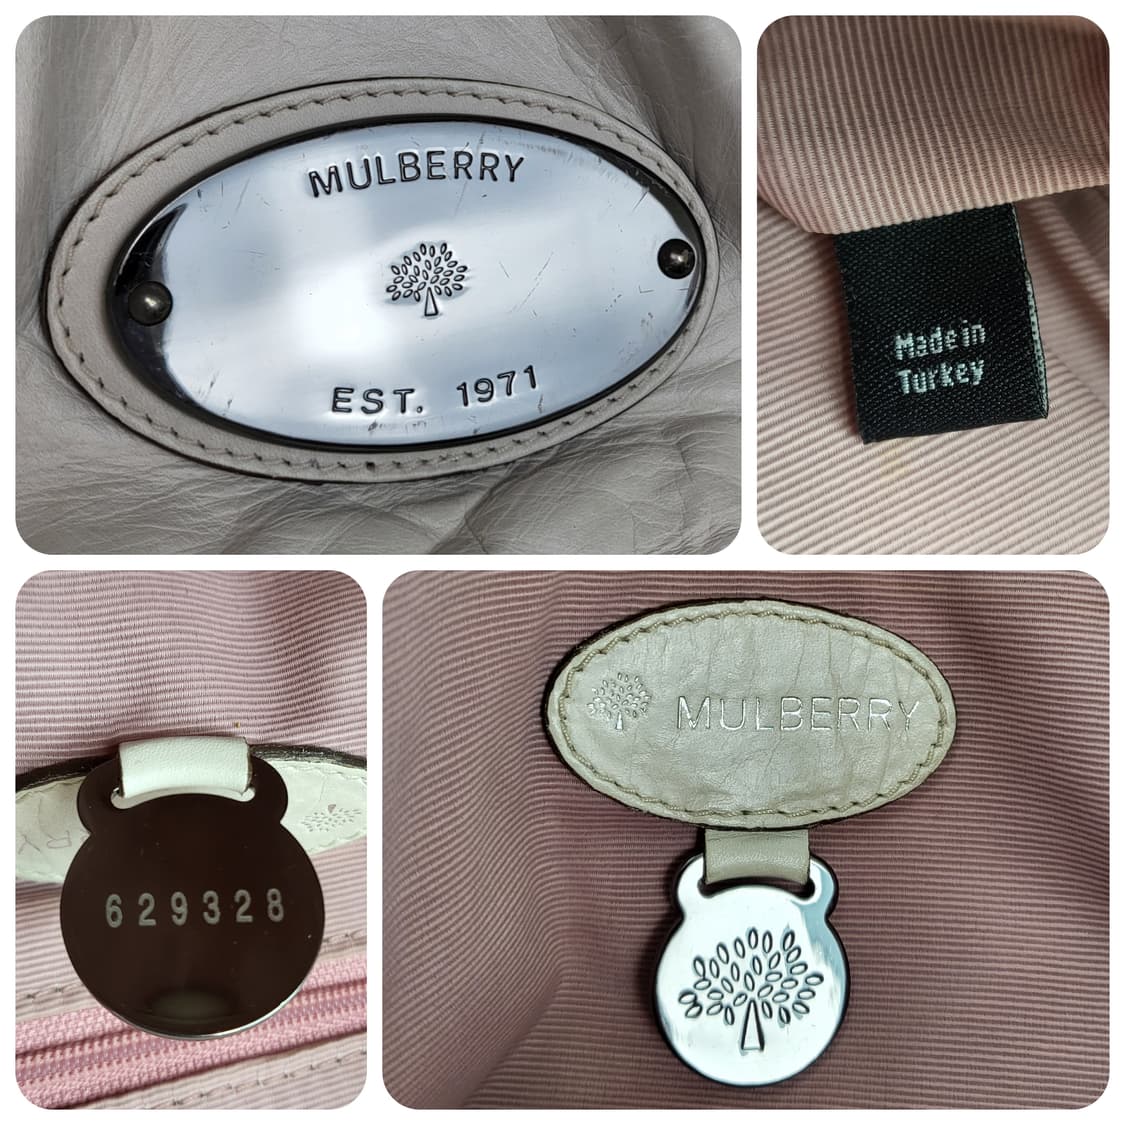 MULBERRY
EST. 1971
Made in
Turkey
629328
MULBERRY